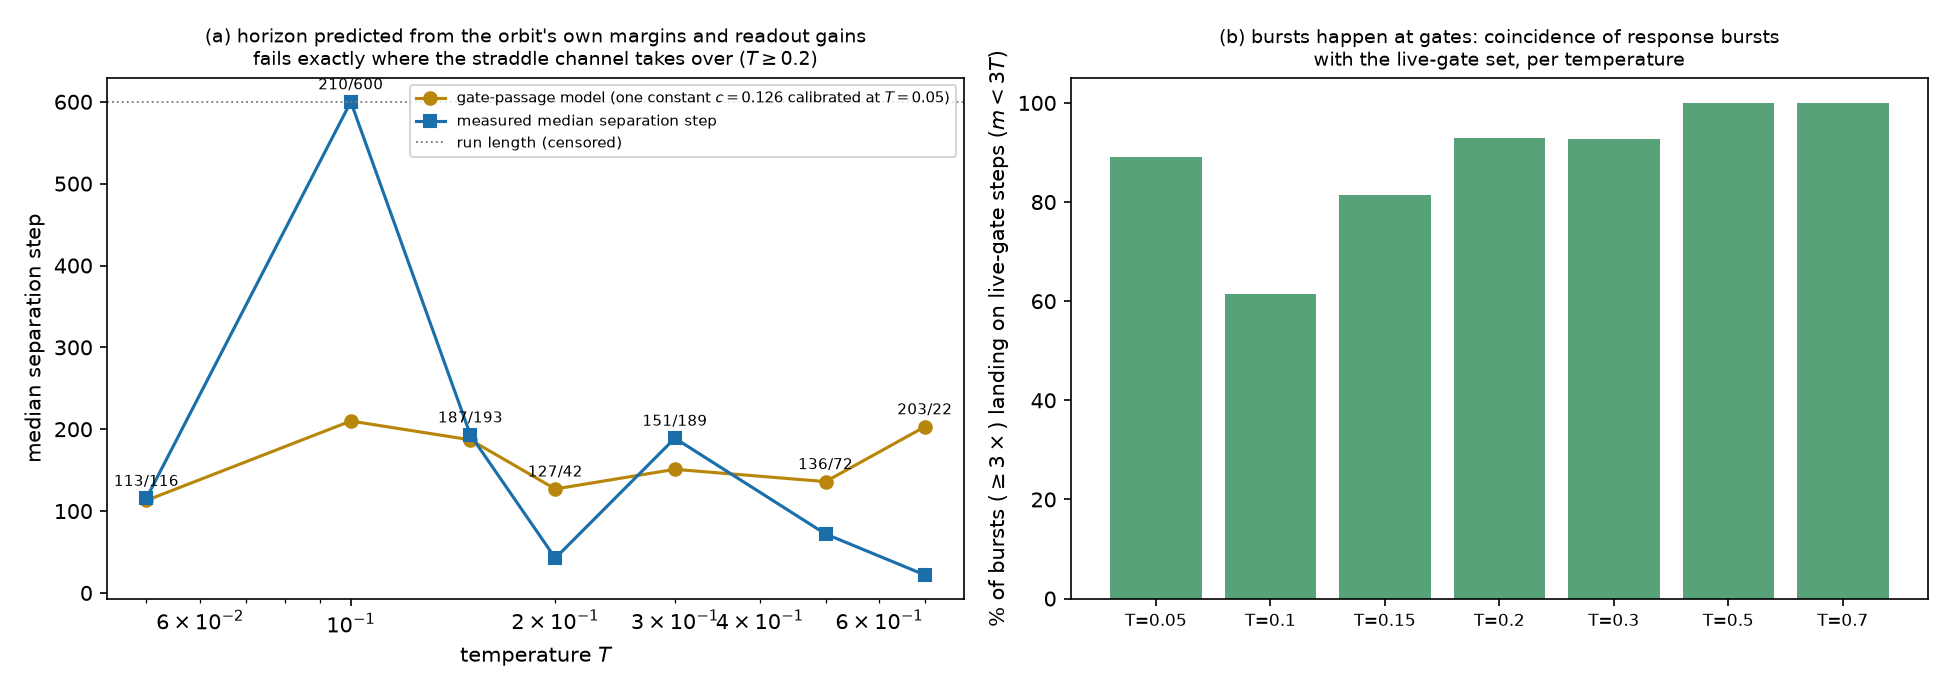 (a) horizon predicted from the orbit's own margins and readout gains
fails exactly where the straddle channel takes over (T ≥ 0.2)
210/600
gate-passage model (one constant c = 0.126 calibrated at T = 0.05)
measured median separation step
run length (censored)
113/116
187/193
127/42
151/189
136/72
203/22
600
500
400
300
200
100
0
median separation step
6 × 10⁻²
10⁻¹
2 × 10⁻¹
3 × 10⁻¹
4 × 10⁻¹
6 × 10⁻¹
temperature T
(b) bursts happen at gates: coincidence of response bursts
with the live-gate set, per temperature
% of bursts (≥ 3 ×) landing on live-gate steps (m < 3T)
100
80
60
40
20
0
T=0.05
T=0.1
T=0.15
T=0.2
T=0.3
T=0.5
T=0.7